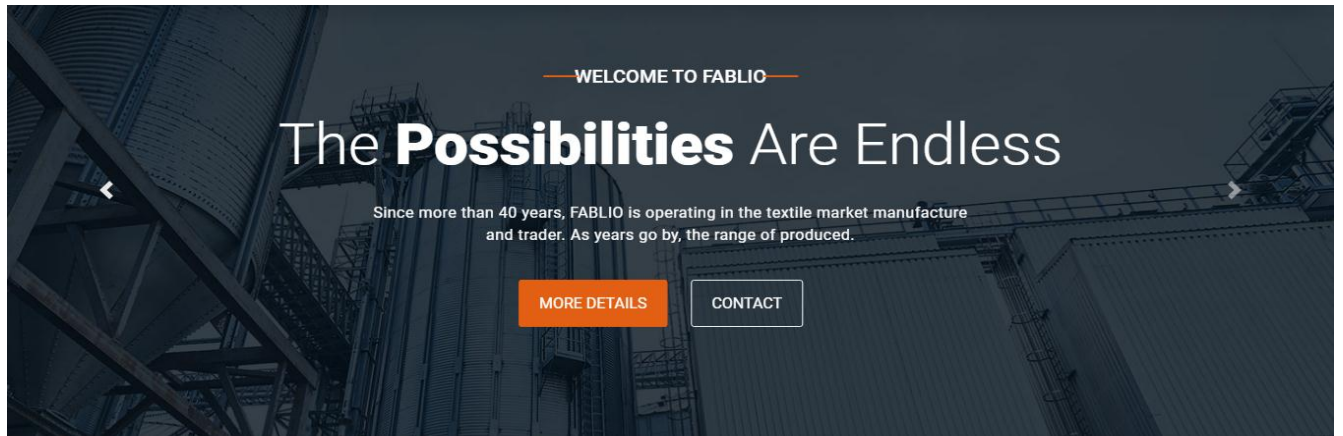 WELCOME TO FABLIO
The Possibilities Are Endless
Since more than 40 years, FABLIO is operating in the textile market manufacture
and trader. As years go by, the range of produced.
MORE DETAILS
CONTACT